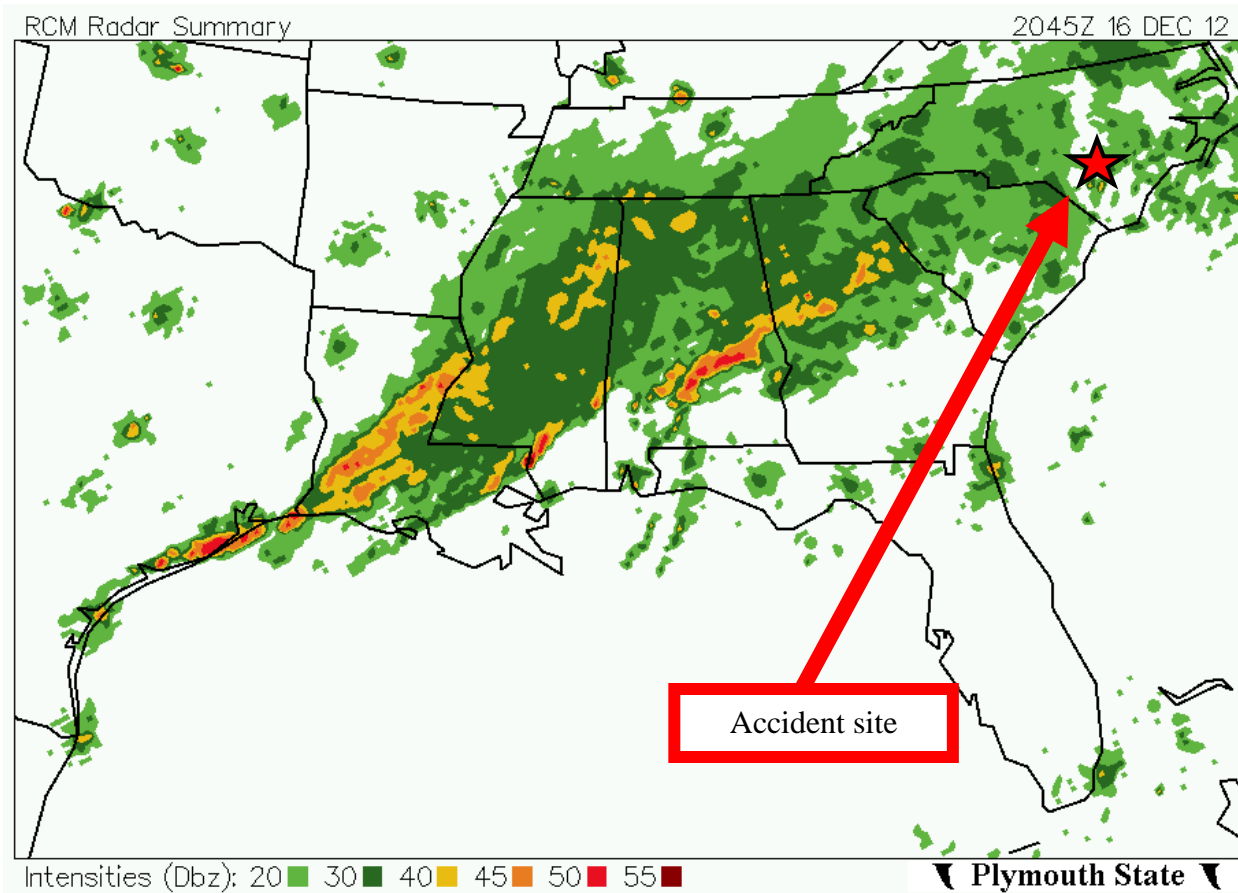 RCM Radar Summary 2045Z 16 DEC 12
Accident site
Intensities (Dbz): 20 30 40 45 50 55 Plymouth State